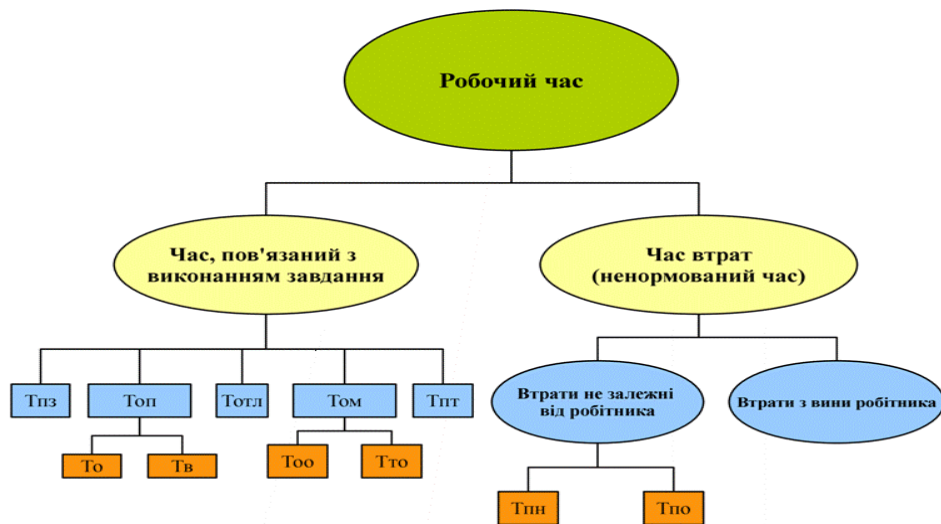 Робочий час
Час, пов'язаний з
виконанням завдання
Час втрат
(ненормований час)
Тпз
Топ
Тотл
Том
Тпт
Втрати не залежні
від робітника
Втрати з вини робітника
То
Тв
Тоо
Тто
Тпн
Тпо